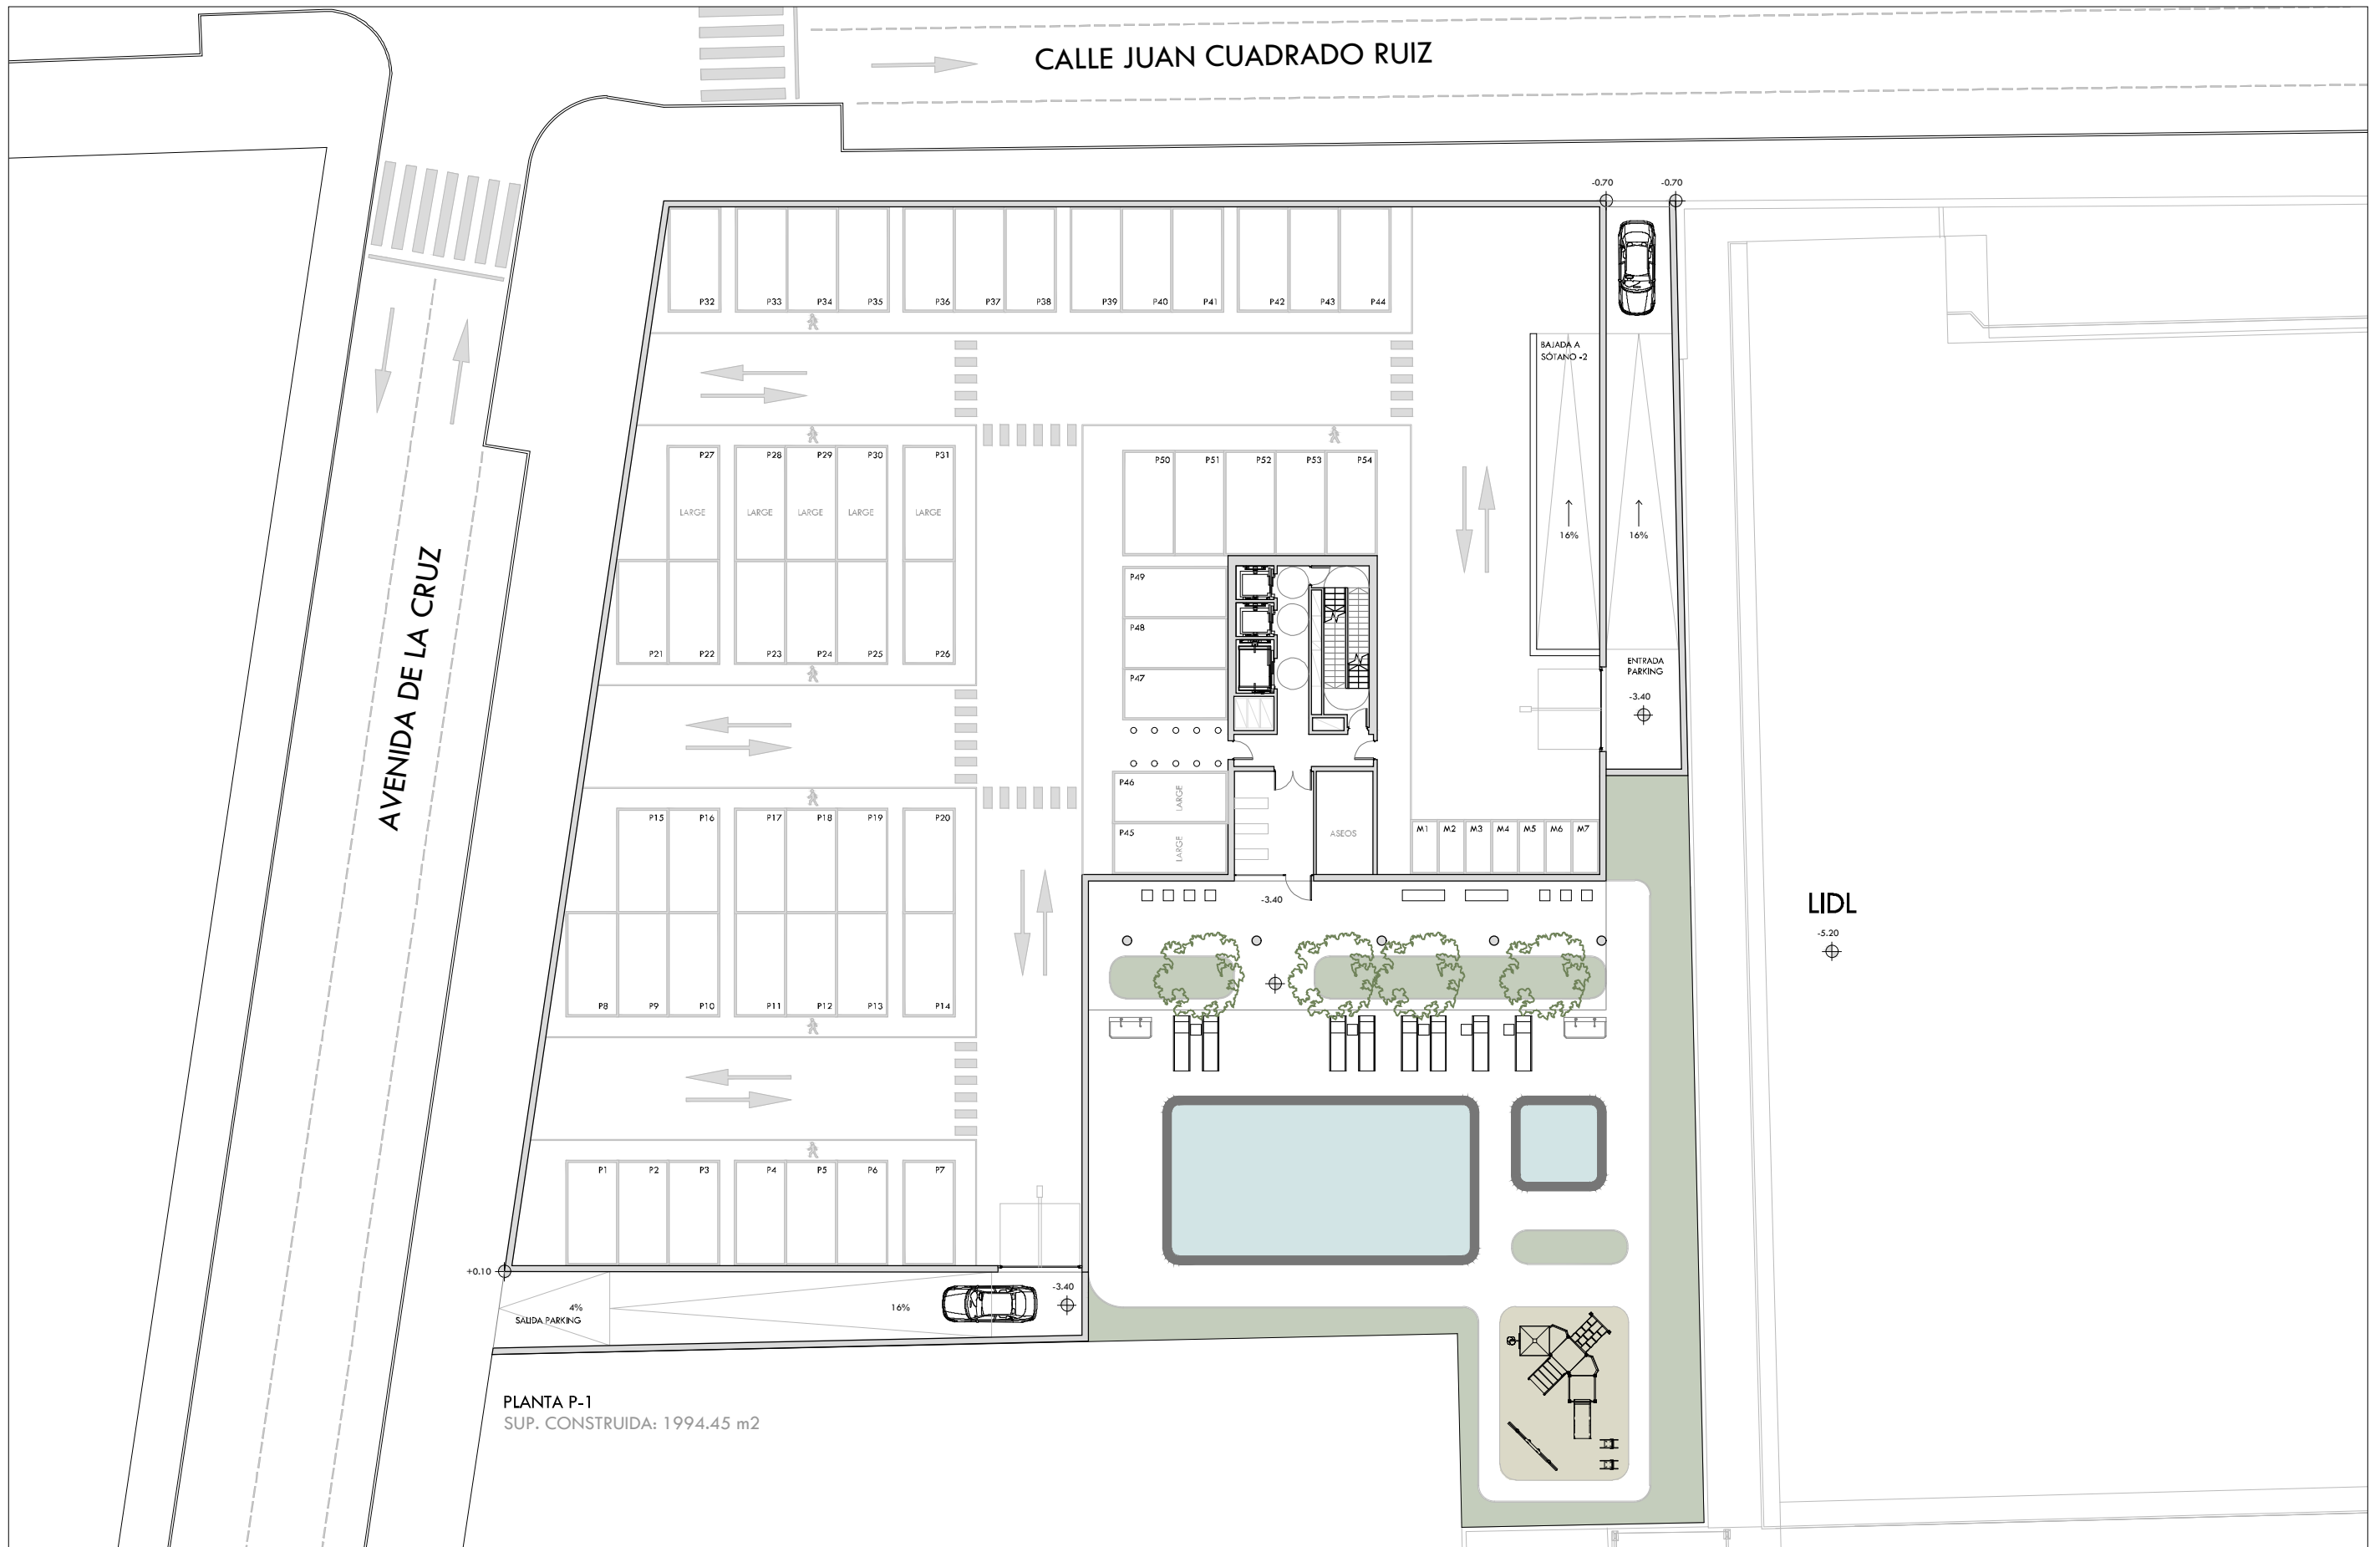 CALLE JUAN CUADRADO RUIZ
-0.70
-0.70
P32
P33
P34
P35
P36
P37
P38
P39
P40
P41
P42
P43
P44
BAJADA A
SÓTANO -2
P27
P28
P29
P30
P31
P50
P51
P52
P53
P54
LARGE
LARGE
LARGE
LARGE
LARGE
16%
16%
AVENIDA DE LA CRUZ
P49
P48
P47
P21
P22
P23
P24
P25
P26
ENTRADA
PARKING
-3.40
P46
LARGE
P45
LARGE
ASEOS
P15
P16
P17
P18
P19
P20
M1
M2
M3
M4
M5
M6
M7
-3.40
LIDL
-5.20
P8
P9
P10
P11
P12
P13
P14
P1
P2
P3
P4
P5
P6
P7
+0.10
4%
SALIDA PARKING
16%
-3.40
PLANTA P-1
SUP. CONSTRUIDA: 1994.45 m2